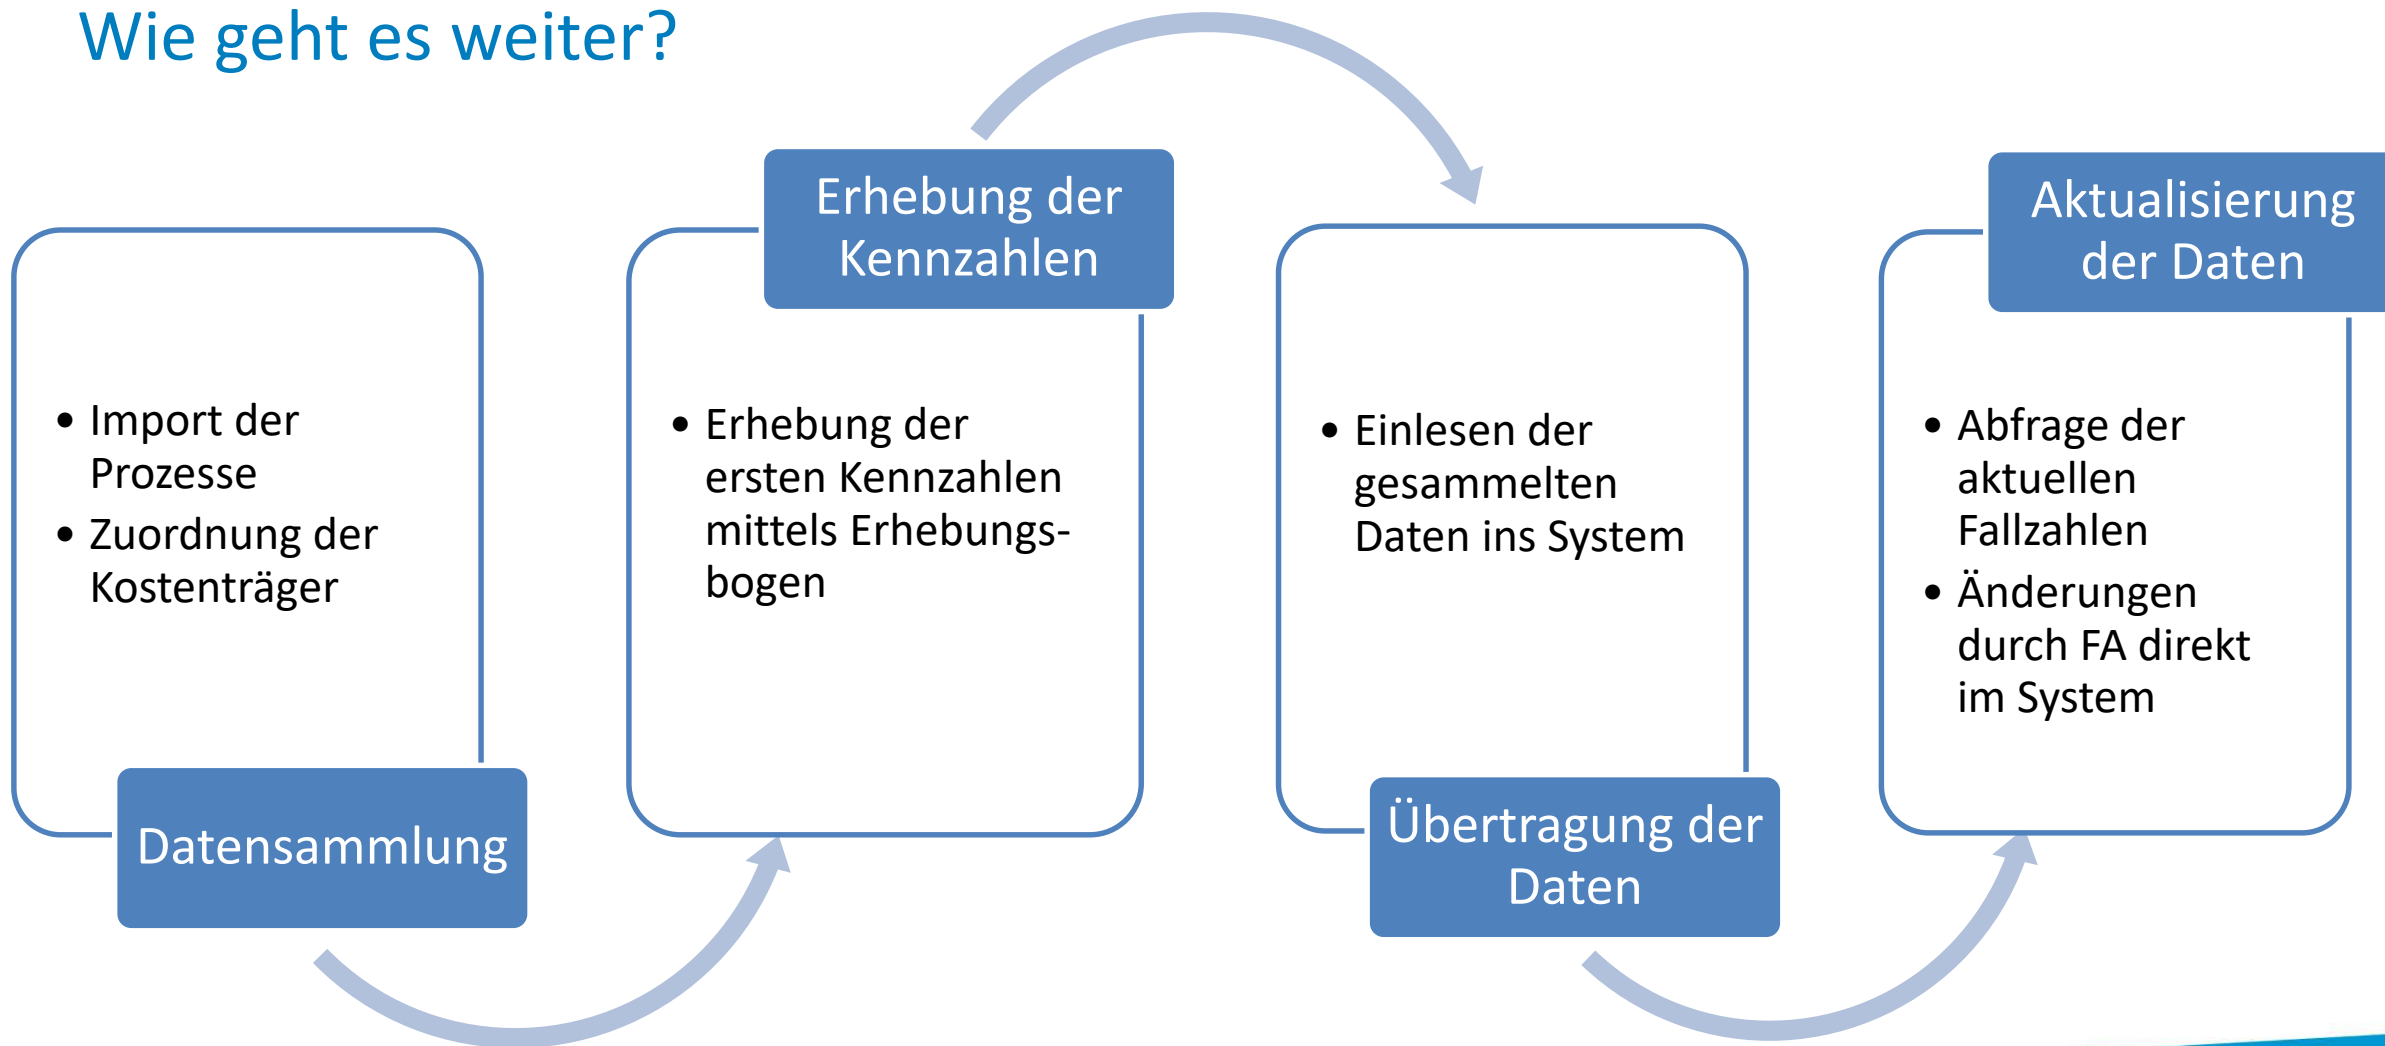 Wie geht es weiter?
• Import der
Prozesse
• Zuordnung der
Kostenträger
Datensammlung
Erhebung der
Kennzahlen
• Erhebung der
ersten Kennzahlen
mittels Erhebungs-
bogen
• Einlesen der
gesammelten
Daten ins System
Übertragung der
Daten
Aktualisierung
der Daten
• Abfrage der
aktuellen
Fallzahlen
• Änderungen
durch FA direkt
im System